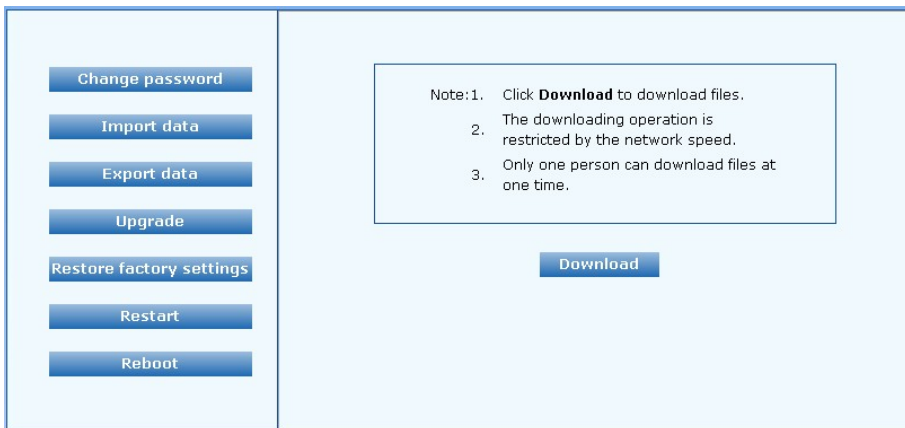 Change password
Import data
Export data
Upgrade
Restore factory settings
Restart
Reboot
Note:1. Click Download to download files.
2. The downloading operation is
restricted by the network speed.
3. Only one person can download files at
one time.
Download